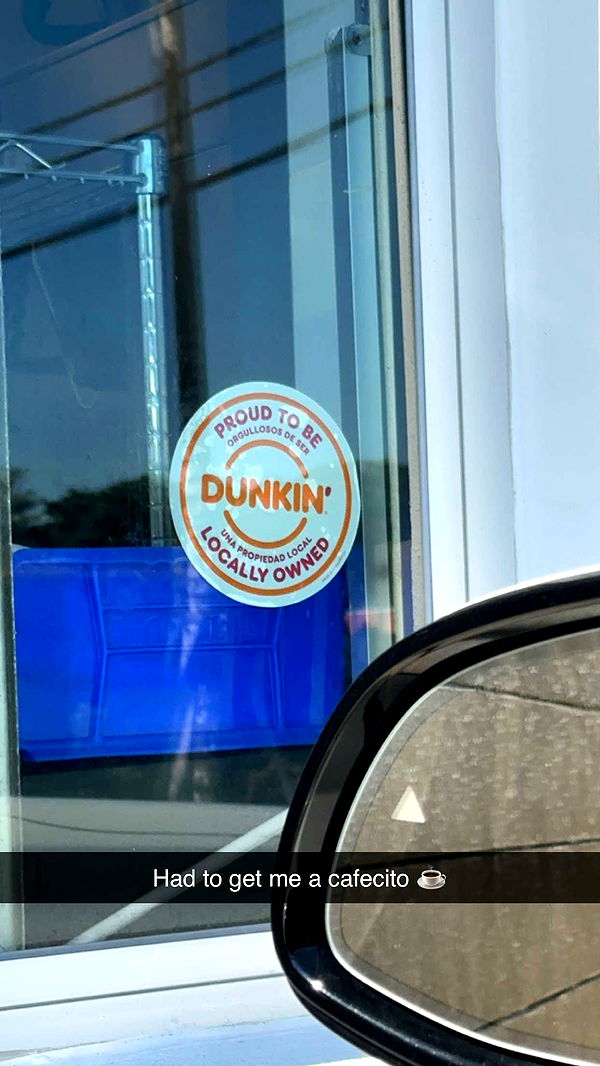 PROUD TO BE
ORGULLOSOS DE SER
DUNKIN'
UNA PROPIEDAD LOCAL
LOCALLY OWNED
Had to get me a cafecito ☕